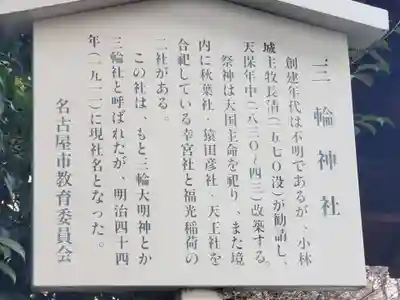 三輪神社
創建年代は不明であるが、小林
城主牧長清(一五七〇没)が勧請し、
天保年中(一八三〇〜四三)改築する。
祭神は大国主命を祀り、また境
内に秋葉社・猿田彦社・天王社を
合祀している幸宮社と福光稲荷の
二社がある。
この社は、もと三輪大明神とか
三輪社と呼ばれたが、明治四十四
年(一九一一)に現社名となった。
名古屋市教育委員会